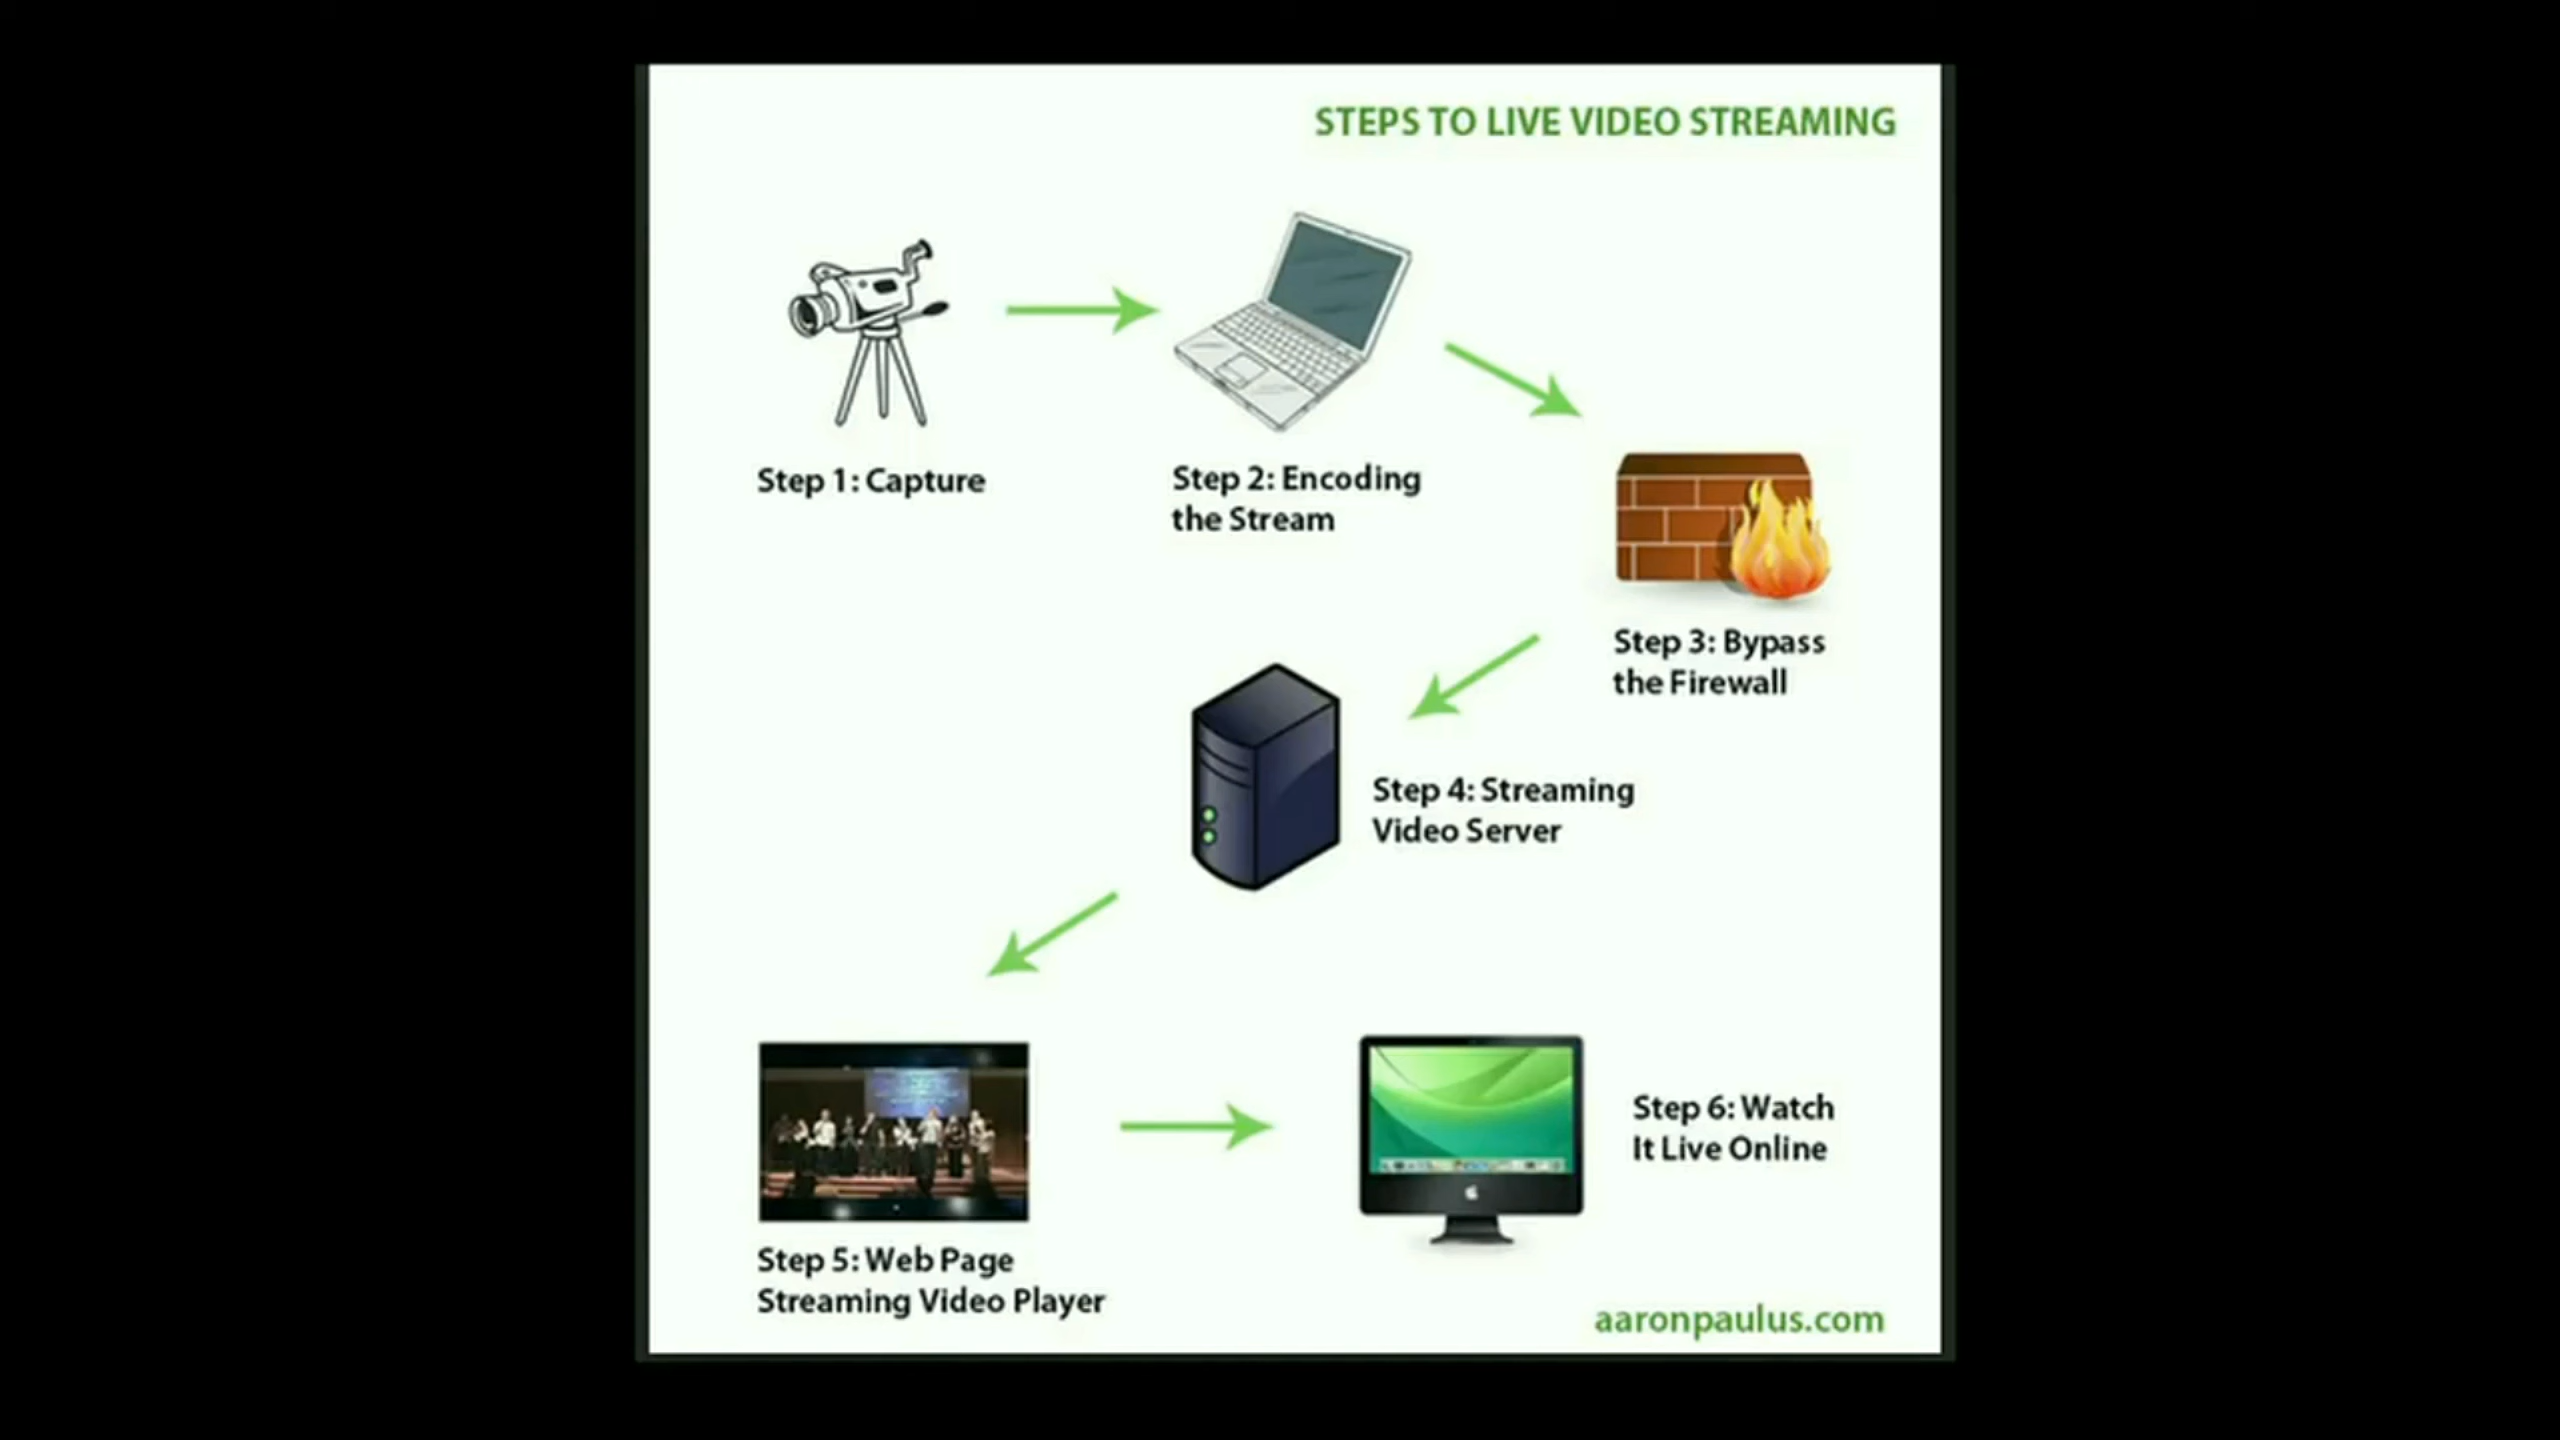 STEPS TO LIVE VIDEO STREAMING
Step 1: Capture
Step 2: Encoding
the Stream
Step 3: Bypass
the Firewall
Step 4: Streaming
Video Server
Step 5: Web Page
Streaming Video Player
Step 6: Watch
It Live Online
aaronpaulus.com